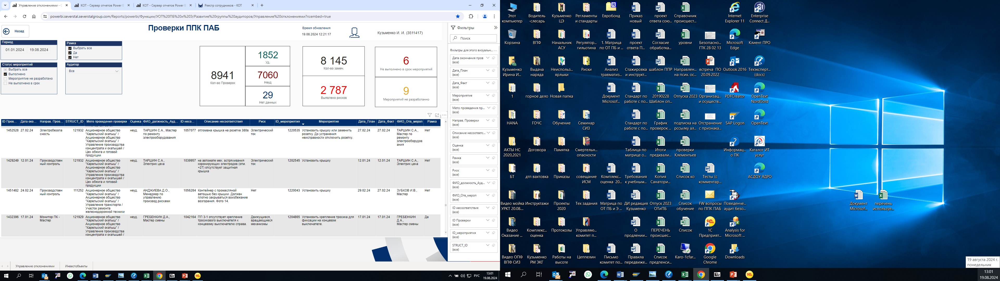 Управление отклонениями - С
КОТ - Сервер отчетов Power B
КОТ - Сервер отчетов Power B
Реестр сотрудников - КОТ
powerbi.severstal.severstalgroup.com/Reports/powerbi/Функции/УОТ%20ПБ%20и%20Э/Развитие%20группы%20аудиторов/Управление%20отклонениями?rs:embed=true
Назад
Проверки ППК ПАБ
Время обновления
19.08.2024 12:21:17
Кузьменко И. И. (3511417)
Период
01.01.2024 19.08.2024
Рамка
Выбрать все
Да
Нет
Статус мероприятий
Выбрать все
Выполнено
Мероприятие не разработано
Не выполнено в срок
Аудитор
Все
8941
Кол-во Проверок
1852
Уд.
7060
Неуд
29
Нет данных
8 145
Кол-во замеч.
2 787
Выявлено рисков
6
Не выполнено в срок мероприятий
9
Мероприятий не разработанно
ID Пров... Дата око... Направ. Пров... STRUCT_ID Мето проведения проверки Оценка ФИО_должность_Ауд... ID несо... Описание несоответствия Риск ID_мероприятия Мероприятие Дата_План Дата_Факт ФИО_Отв_мероп Рамка
1452528 27.02.24 Электробезопа сность 121932 Акционерное общество "Карельский окатыш" / Акционерное общество "Карельский окатыш" / Управление производства концентрата и окатышей / Цех обжига и готовой продукции неуд. ТАРШИН С.А., Мастер по ремонту электрооборудования 1057077 отломана крышка на розетке 380в Электрический ток 1220535 Установить крышку или заменить розетку. До устранения неисправности отключить розетку. 27.02.24 27.02.24 ТАРШИН С.А., Мастер по ремонту электрооборудов ания Нет
1429249 12.01.24 Производствен ный контроль 121932 Акционерное общество "Карельский окатыш" / Акционерное общество "Карельский окатыш" / Управление производства концентрата и окатышей / Цех обжига и готовой продукции неуд. ТАРШИН С.А., Электрик цеха 1039957 на автомате мех. встряхивания коронирующих электродов (отм. +27) отсутствует защитная крышка Электрический ток 1202545 Установить крышку 12.01.24 12.01.24 ТАРШИН С.А., Электрик цеха Нет
1451482 24.02.24 Производствен ный контроль 111252 Акционерное общество "Карельский окатыш" / Акционерное общество "Карельский окатыш" / Управление транспорта / Участок ремонта железнодорожной техники неуд. АНДЖИЕВА Д.О., Менеджер по управлению производ.рисками 1056284 Контейнер с промасляной ветошью без крышки. Должен плотно закрываться воизбежание возгорания. Фото 14. Нет 1220043 Установить крышку 29.02.24 27.02.24 ЗУБКОВ И.В., Мастер Нет
1432396 17.01.24 Монитор ПК - Мастер 121929 Акционерное общество "Карельский окатыш" / Акционерное общество "Карельский окатыш" / Управление производства концентрата и окатышей / неуд. ГРЕБЕНКИН Д.А., Мастер смены 1042164 ПП 3-1 отсутствует крепление тросикового выключателя к концевому выключателю справа. Движущиеся, вращающиеся механизмы 1204865 Установить крепление тросика для фиксации на концевом выключателе. 17.01.24 17.01.24 ГРЕБЕНКИН Д.А., Мастер смены Да
Фильтры
Поиск
Фильтры для этого визуальн...
Дата окончания пров
(все)
Дата_План
(все)
Дата_Факт
(все)
Мероприятие
(все)
Мето проведения пр...
(все)
Направ. Проверки
(все)
Описание несоответс...
(все)
Оценка
(все)
Рамка
(все)
Риск
(все)
ФИО_должность_Ауд...
(все)
ФИО_Отв_мероп
(все)
ID несоответствия
(все)
ID Проверки
(все)
ID_мероприятия
(все)
STRUCT_ID
(все)
Управление отклонениями
Инвестобъекты
РУС
13:01
19.08.2024
Этот компьютер
Водитель -слесарь
Кузьменко ЦЭ
Регламенты и стандарты
Евробонд
Приказ новый
проект ответа сою...
Справочник происшест...
Internet Explorer 11
Enterprise Connect Д...
Корзина
ВПФ
Начальник АСУ
Регулятор... гильотина
1. Матрица по ОТ ПБ и ...
проект ответа П...
Согласие обработка...
уровни
Безопасно... ГТК 28 02 13
Microsoft Edge
Клиент ПРО
Кузьменко Ирина И...
Выдача наряда
Неиспольз... ярлыки
Риски
Анализ травматиз...
Стажировка и инструкт...
шаблон ППР
Направлен... на псих. ос...
встреча ПО 20.09.2022
Outlook 2016
Техэксперт... (docs)
1
горное дело
Новая папка
Документ Microsof...
Стандарт по работе с по...
20190228 Шаблон оп...
Отпуска 2023
Организац... и осуществ...
PDFCreator
OpenText NordGold
HANA
ГОЧС
Обучение
Семинар СИЗ
Стандарт по работе с по...
График проверок ...
подписка на рссылку ал...
Отстранение с признака...
SAP Logon
OpenText
АКТЫ НС 2020,2021
Договора
Памятка
Смертельн... опасности
Таблица по матрице о...
Итоги предквали...
проверки Клементьев
Информац... о ПК
Каталог ИТ услуг
БТ
дтп вахтовка
Приказы
совещание ИСМ
Комплекс... оценка 20...
Требования к учебным...
Копия Санатори...
Список ко
Тесты (с комментар...
АСДОУ ЯДРО
Видео мойка УРКТ 20.08....
Инструктажи
Проекты 2020
Тех задания
Матрица по ОТ ПБ и Э ...
ДИ редакция Кузьменко
Отпуск 2023 ОТиПБ
Список обучение
FW вопросы по ППК ПАБ
Поведенче... аудит безо...
Документ Microsof...
перечень используе...
Видео Оказание ...
Комплекс... оценка
Протоколы
Управляю... комитет п...
О продлени...
ПЕРЕЧЕНЬ происшес...
Список
1С Предприят...
Analysis for Microsoft ...
Видео ОПФ ВПФ СИЗ
Кузьменко РМ ЭКГ
Работы на высоте
Цеппелин
Письмо комитет по...
Правила передвиже...
Список предпенси...
Karo-1cfar...
Google Chrome
Downloads
19 августа 2024 г.
понедельник
13:01
19.08.2024